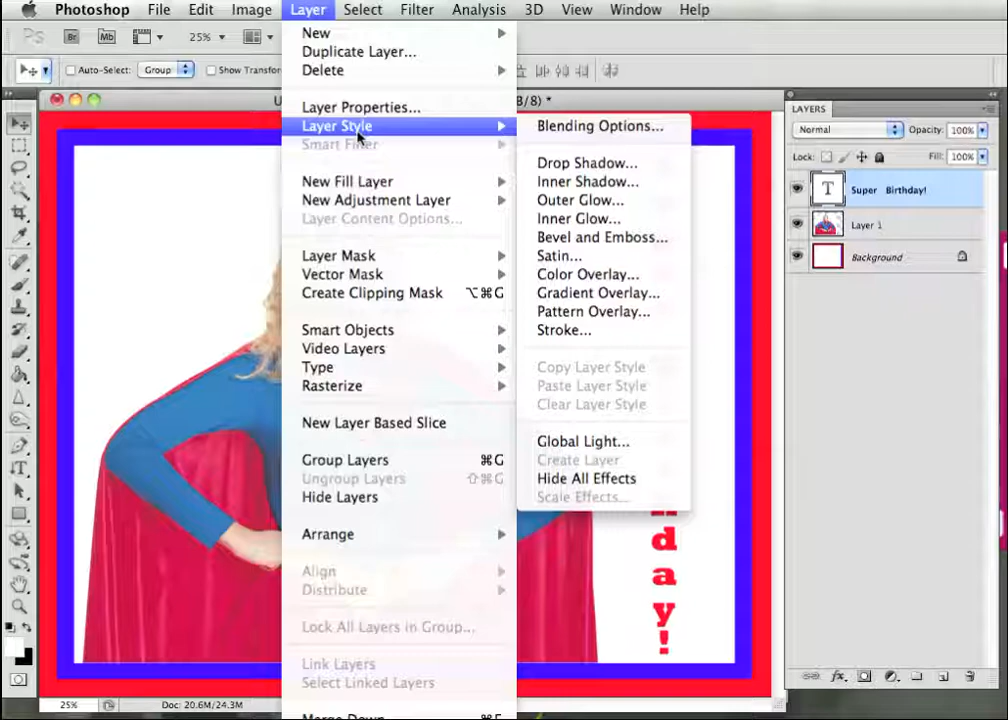 Photoshop File Edit Image Layer Select Filter Analysis 3D View Window Help
Ps Br Mb 25%
Auto-Select: Group Show Transfor
B/8) *
New
Duplicate Layer...
Delete
Layer Properties...
Layer Style
Smart Filter
New Fill Layer
New Adjustment Layer
Layer Content Options...
Layer Mask
Vector Mask
Create Clipping Mask ⌥⌘G
Smart Objects
Video Layers
Type
Rasterize
New Layer Based Slice
Group Layers ⌘G
Ungroup Layers ⇧⌘G
Hide Layers
Arrange
Align
Distribute
Lock All Layers in Group...
Link Layers
Select Linked Layers
Merge Down ⌘E
Blending Options...
Drop Shadow...
Inner Shadow...
Outer Glow...
Inner Glow...
Bevel and Emboss...
Satin...
Color Overlay...
Gradient Overlay...
Pattern Overlay...
Stroke...
Copy Layer Style
Paste Layer Style
Clear Layer Style
Global Light...
Create Layer
Hide All Effects
Scale Effects...
d
a
y
!
LAYERS
Normal Opacity: 100%
Lock: Fill: 100%
T Super Birthday!
Layer 1
Background
25% Doc: 20.6M/24.3M